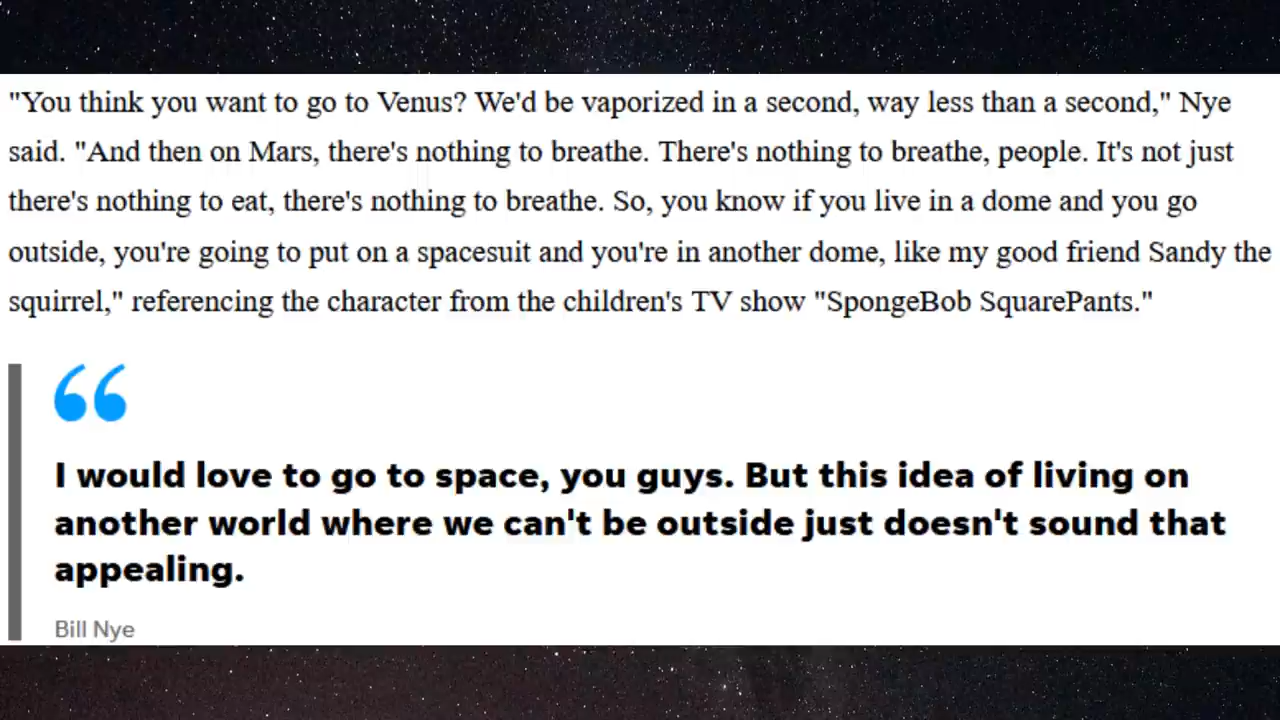 "You think you want to go to Venus? We'd be vaporized in a second, way less than a second," Nye
said. "And then on Mars, there's nothing to breathe. There's nothing to breathe, people. It's not just
there's nothing to eat, there's nothing to breathe. So, you know if you live in a dome and you go
outside, you're going to put on a spacesuit and you're in another dome, like my good friend Sandy the
squirrel," referencing the character from the children's TV show "SpongeBob SquarePants."
“
I would love to go to space, you guys. But this idea of living on
another world where we can't be outside just doesn't sound that
appealing.
Bill Nye